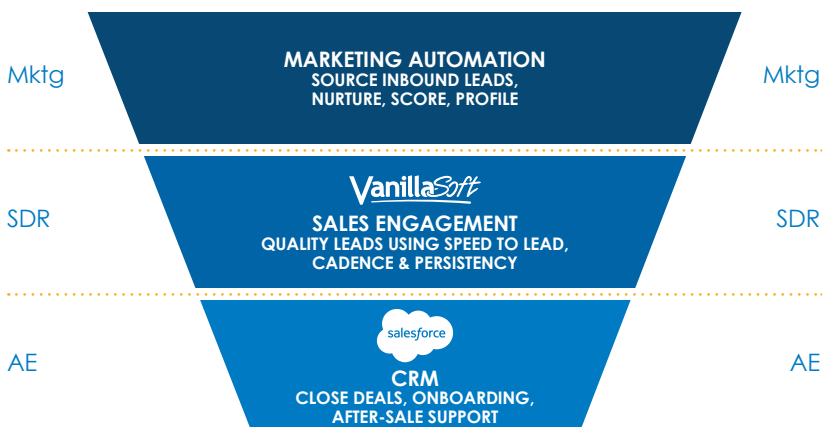 MARKETING AUTOMATION
SOURCE INBOUND LEADS,
NURTURE, SCORE, PROFILE
Mktg
Mktg
VanillaSoft
SALES ENGAGEMENT
QUALITY LEADS USING SPEED TO LEAD,
CADENCE & PERSISTENCY
SDR
SDR
salesforce
CRM
CLOSE DEALS, ONBOARDING,
AFTER-SALE SUPPORT
AE
AE